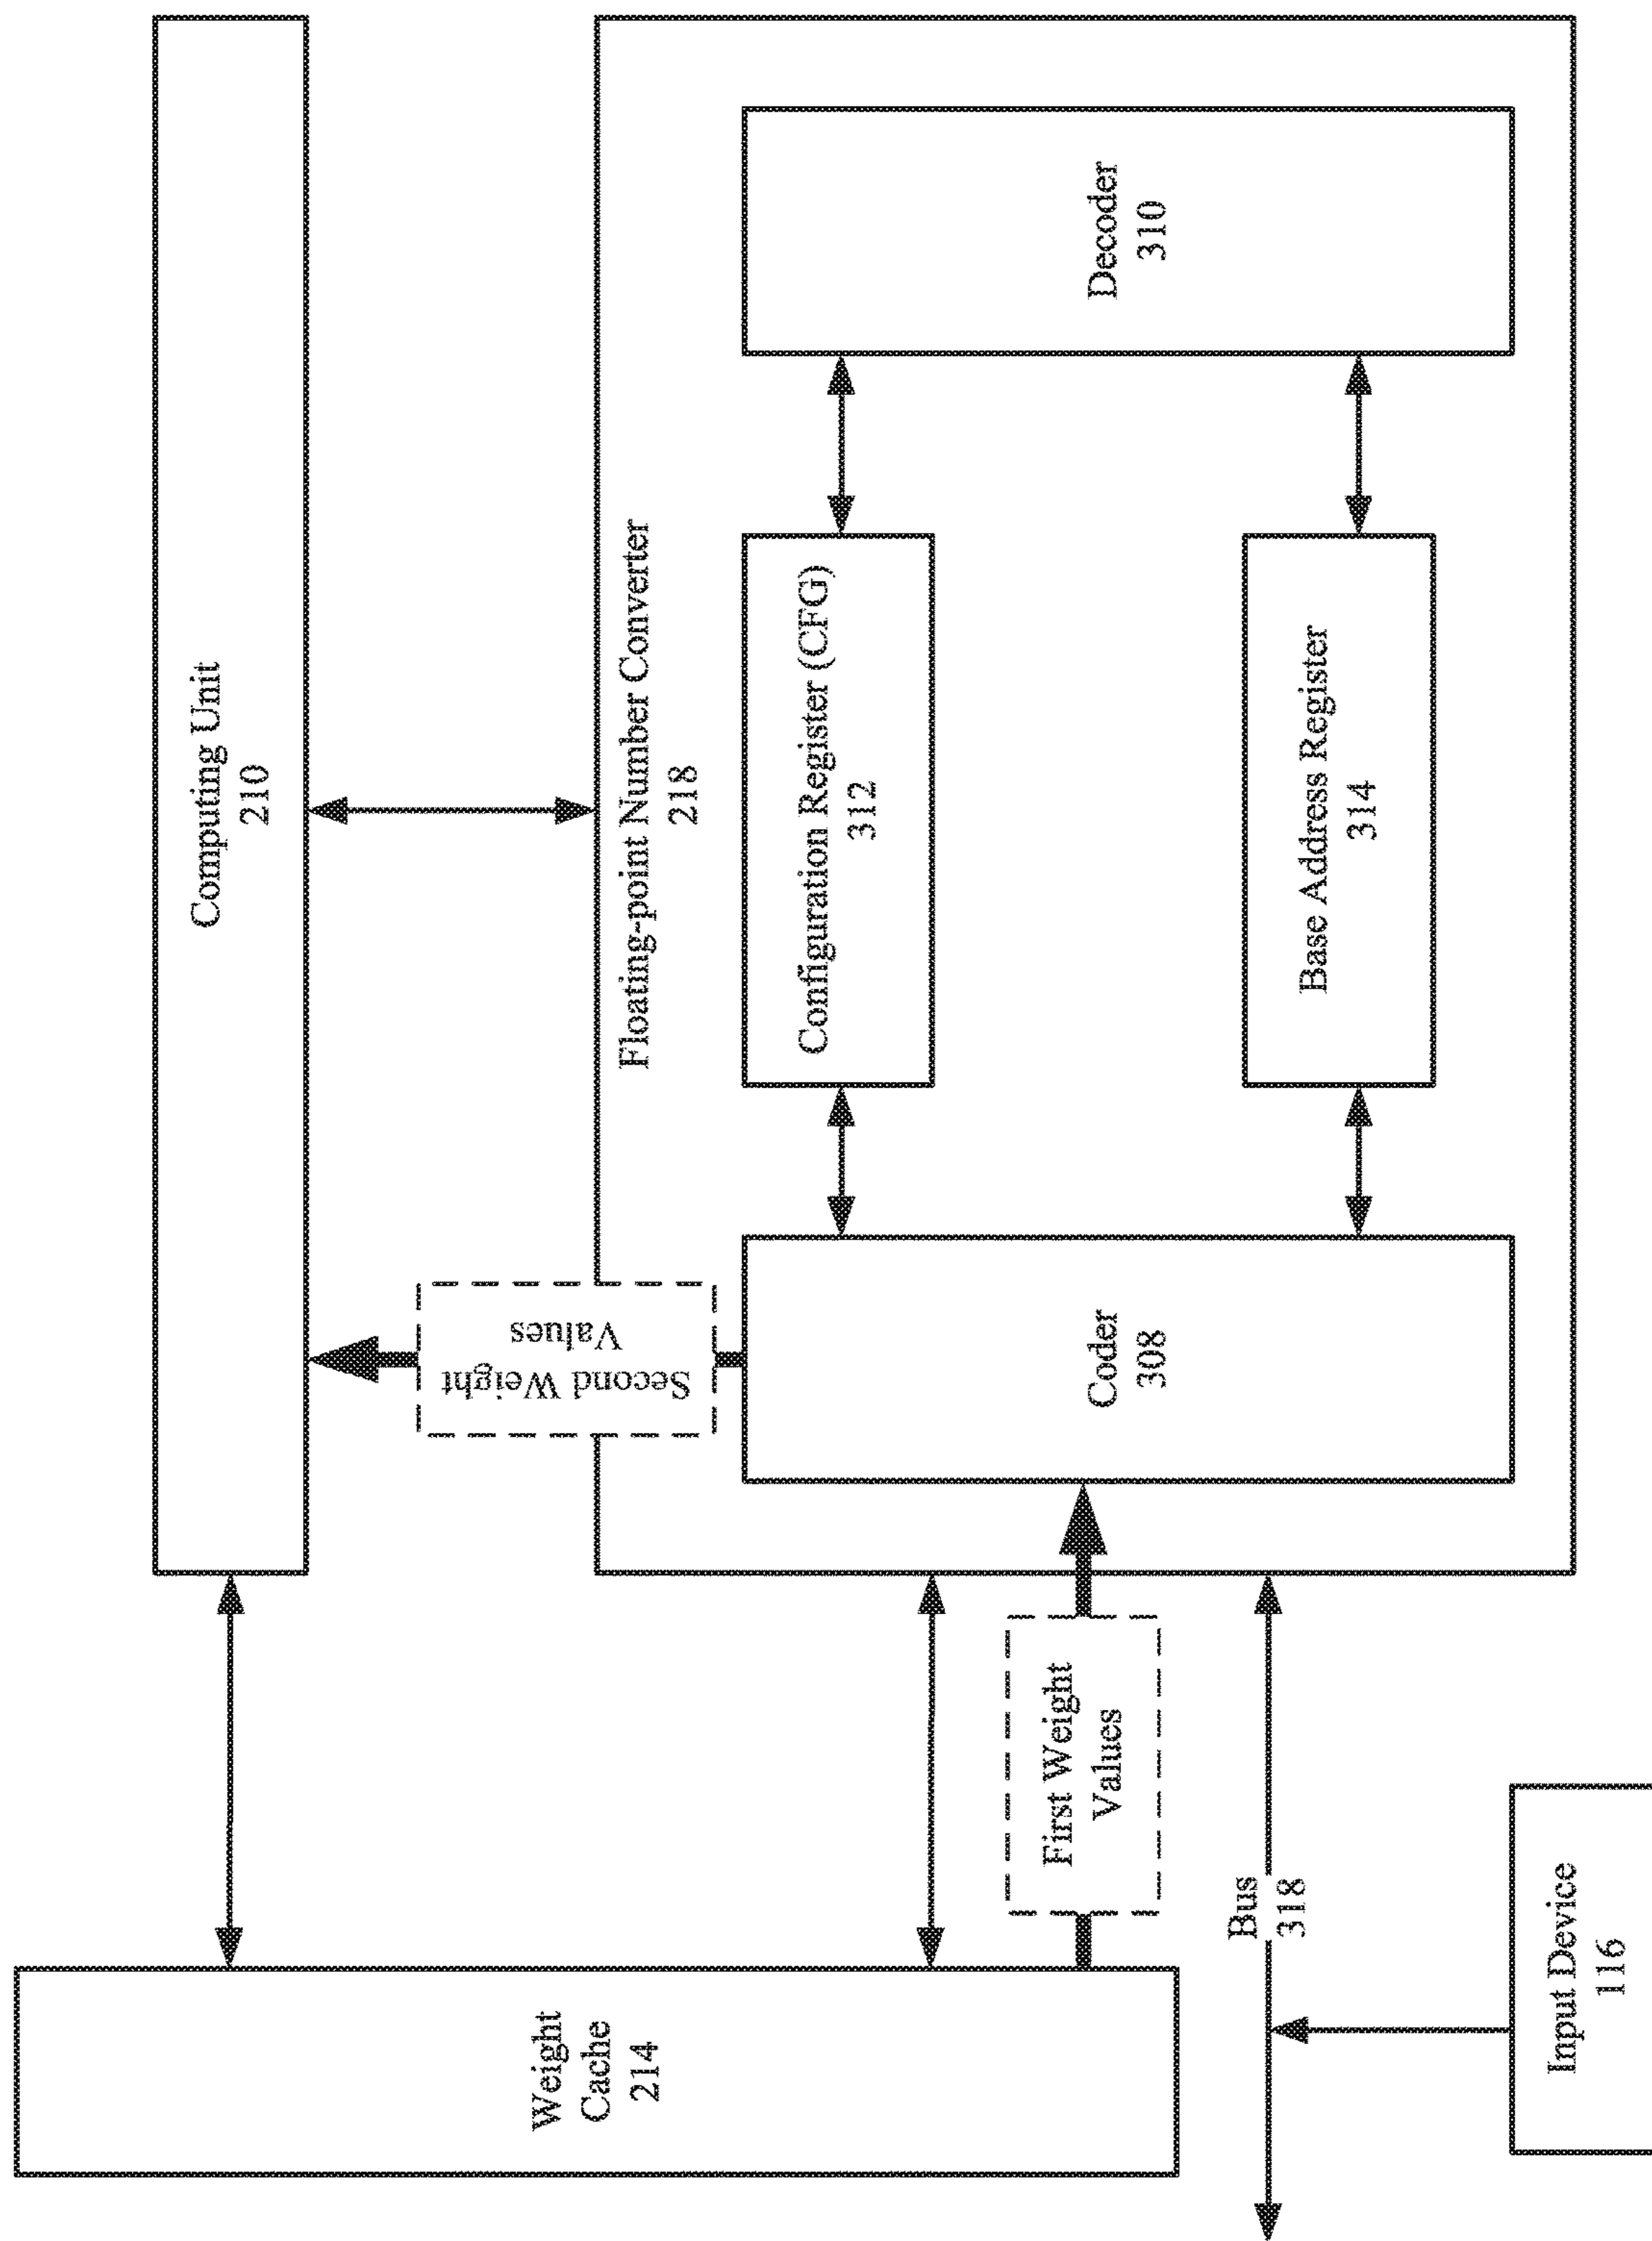 Computing Unit
210
Weight
Cache
214
Second Weight
Values
Floating-point Number Converter
218
Configuration Register (CFG)
312
Decoder
310
Coder
308
First Weight
Values
Base Address Register
314
Bus
318
Input Device
116